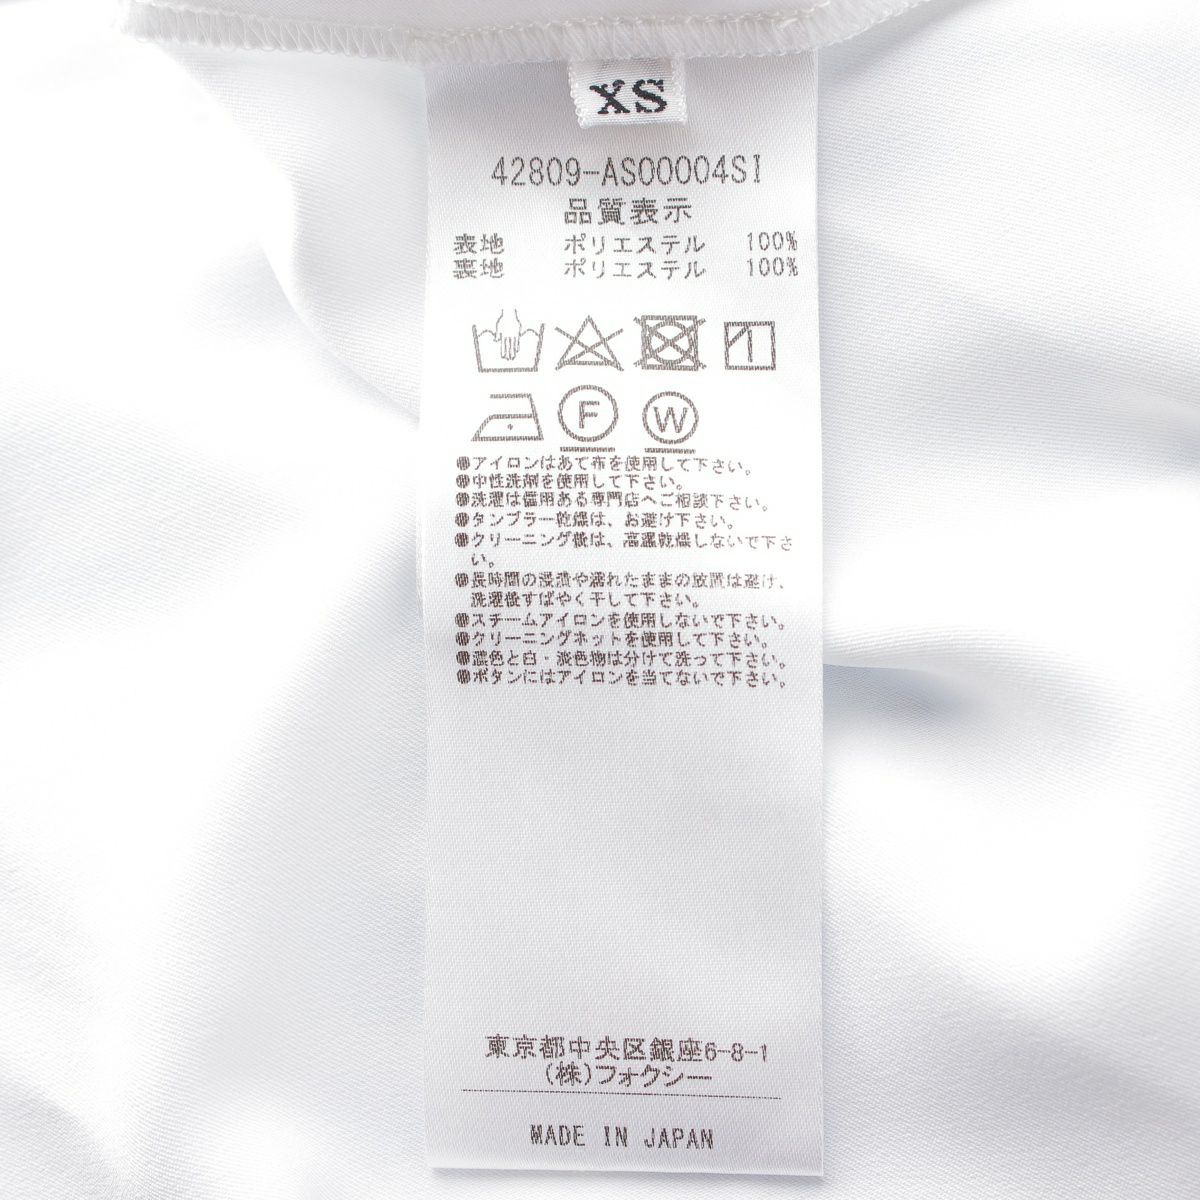 XS
42809-AS00004SI
品質表示
表地 ポリエステル 100%
裏地 ポリエステル 100%
F W
●アイロンはあて布を使用して下さい。
●中性洗剤を使用して下さい。
●洗濯は信用ある専門店へご相談下さい。
●タンブラー乾燥は、お避け下さい。
●クリーニング後は、高温乾燥しないで下さ
い。
●長時間の浸漬や濡れたままの放置は避け、
洗濯後すばやく干して下さい。
●スチームアイロンを使用しないで下さい。
●クリーニングネットを使用して下さい。
●濃色と白・淡色物は分けて洗って下さい。
●ボタンにはアイロンを当てないで下さい。
東京都中央区銀座6-8-1
(株)フォクシー
MADE IN JAPAN